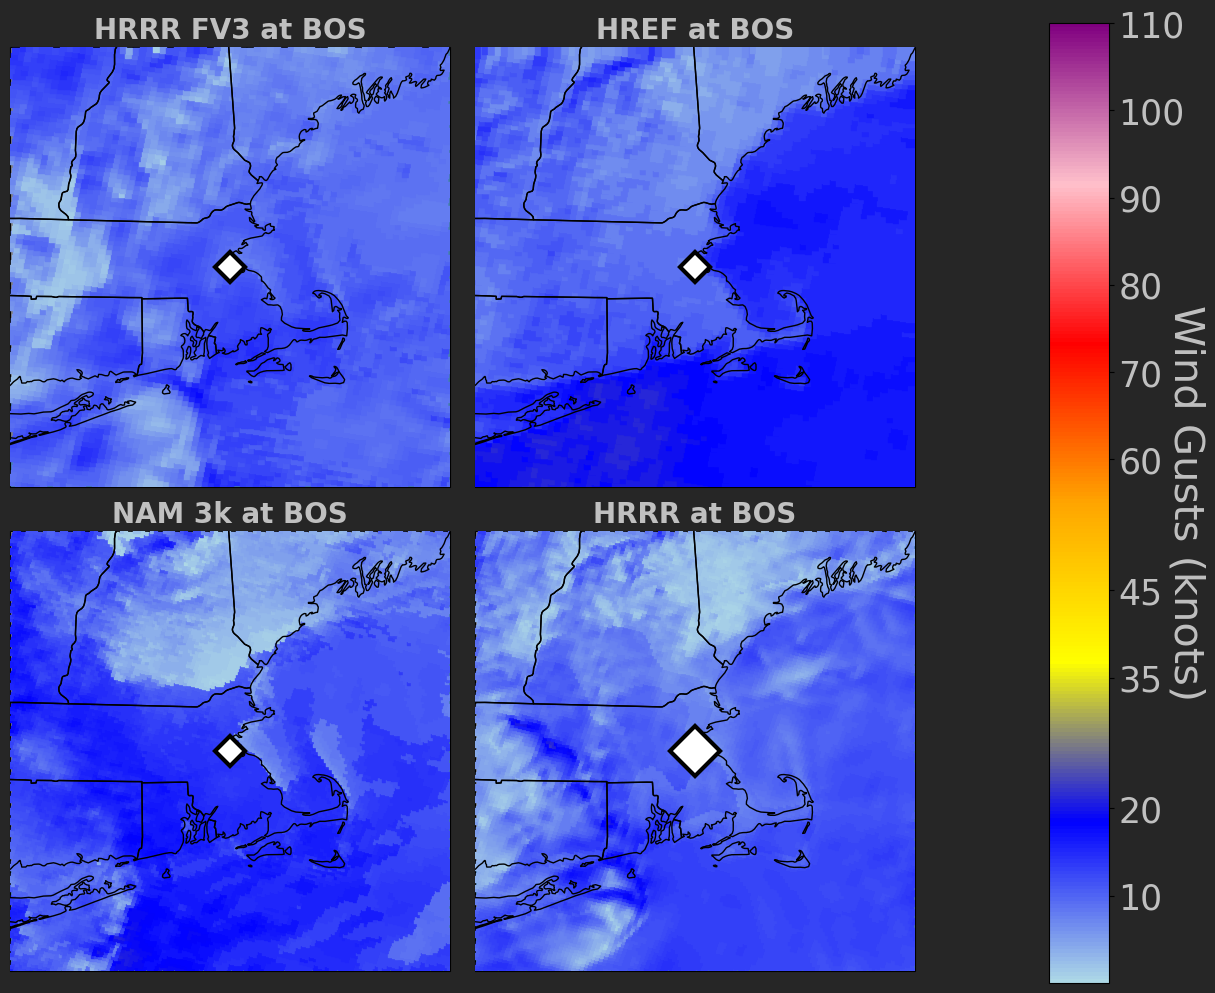 HRRR FV3 at BOS
HREF at BOS
NAM 3k at BOS
HRRR at BOS
110
100
90
80
70
60
45
35
20
10
Wind Gusts (knots)